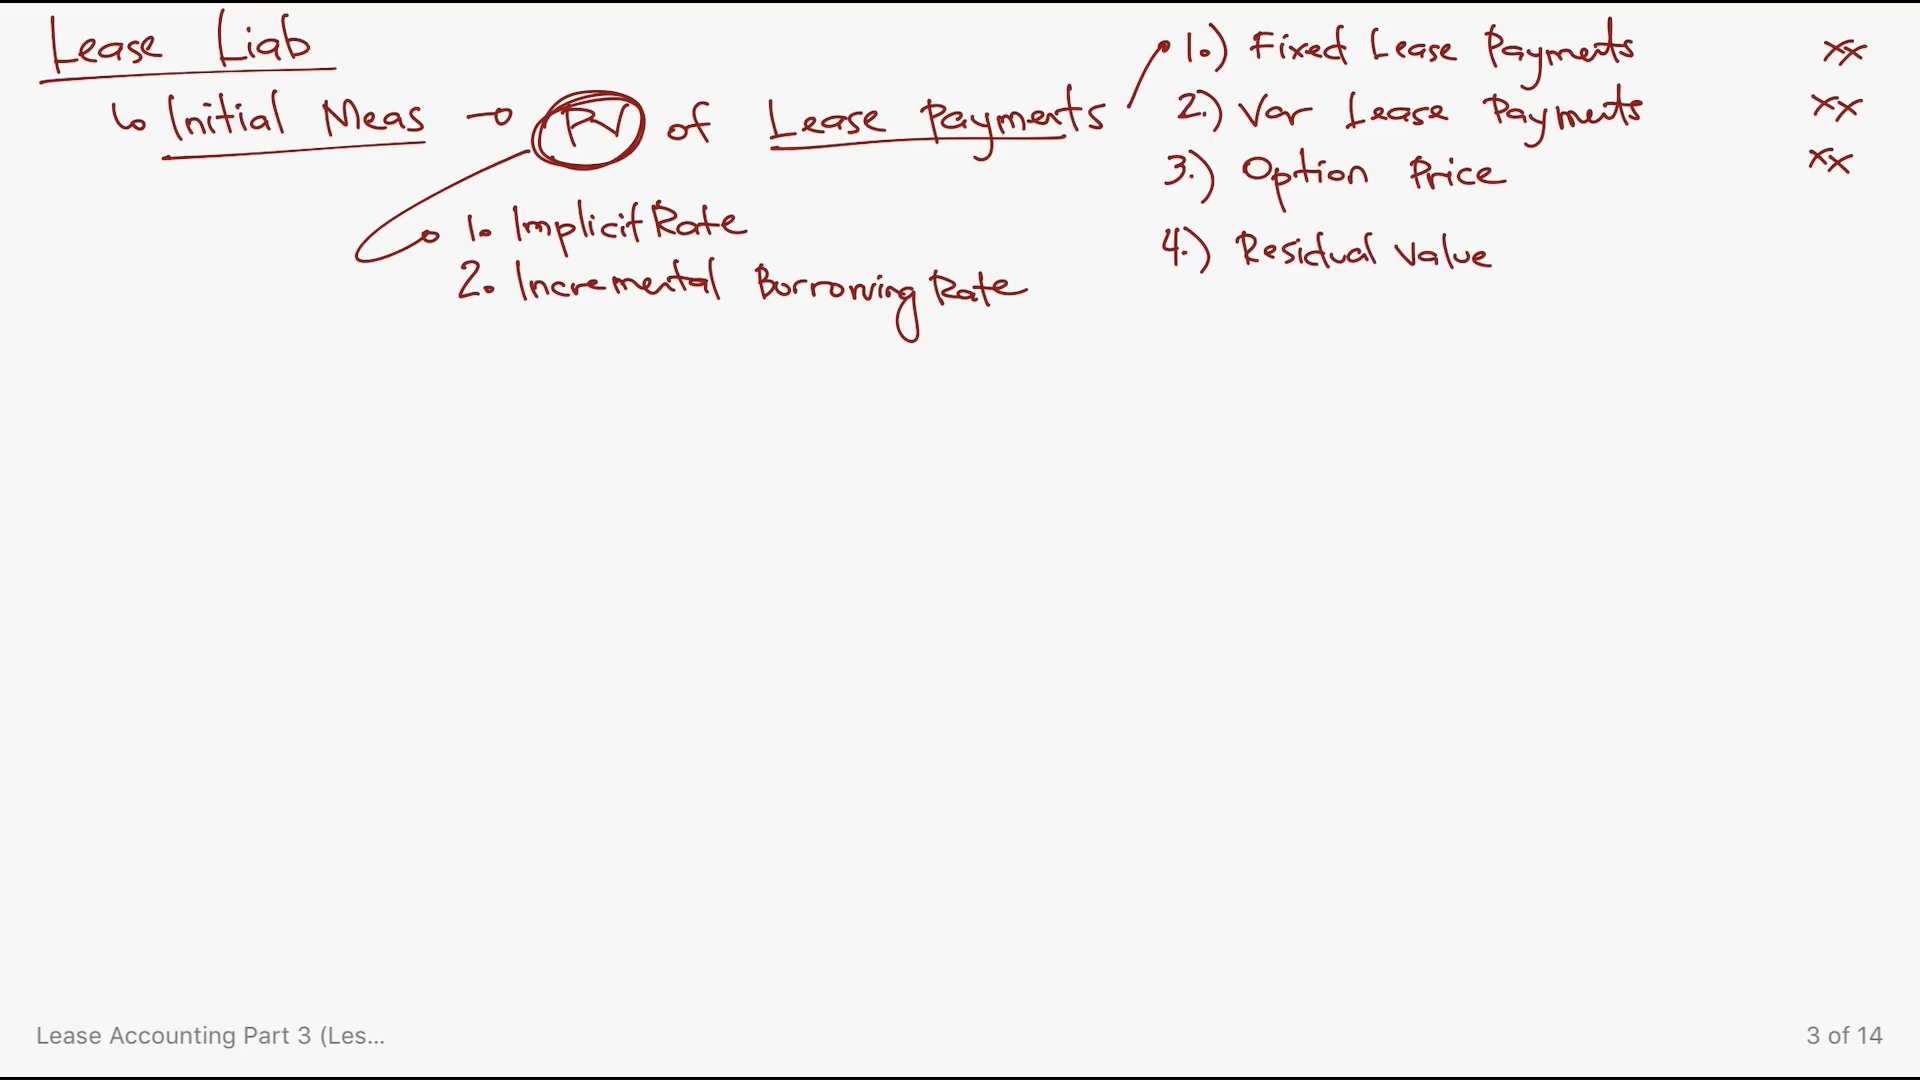 Lease Liab
Initial Meas → PV of Lease Payments
1. Implicit Rate
2. Incremental Borrowing Rate
1.) Fixed Lease Payments xx
2.) Var Lease Payments xx
3.) Option Price xx
4.) Residual Value
Lease Accounting Part 3 (Les...
3 of 14